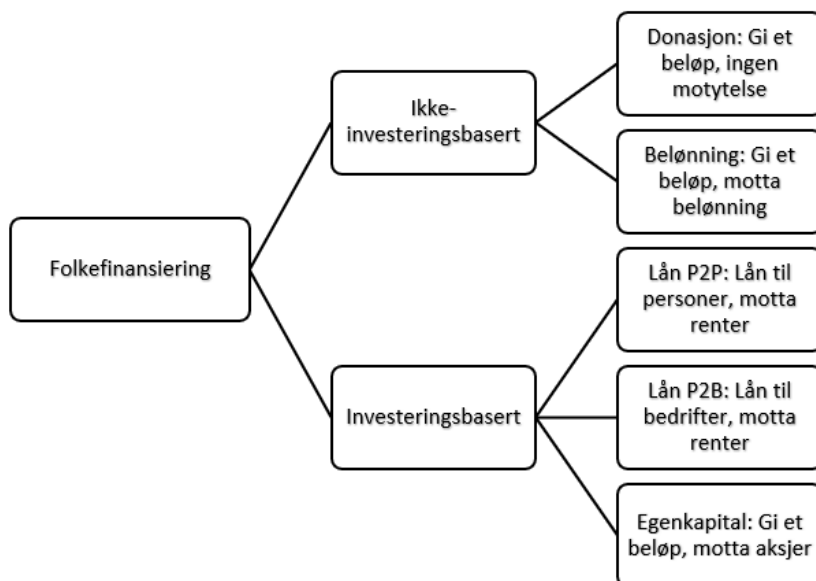 Donasjon: Gi et
beløp, ingen
motytelse
Ikke-
investeringsbasert
Belønning: Gi et
beløp, motta
belønning
Folkefinansiering
Lån P2P: Lån til
personer, motta
renter
Investeringsbasert
Lån P2B: Lån til
bedrifter, motta
renter
Egenkapital: Gi et
beløp, motta aksjer